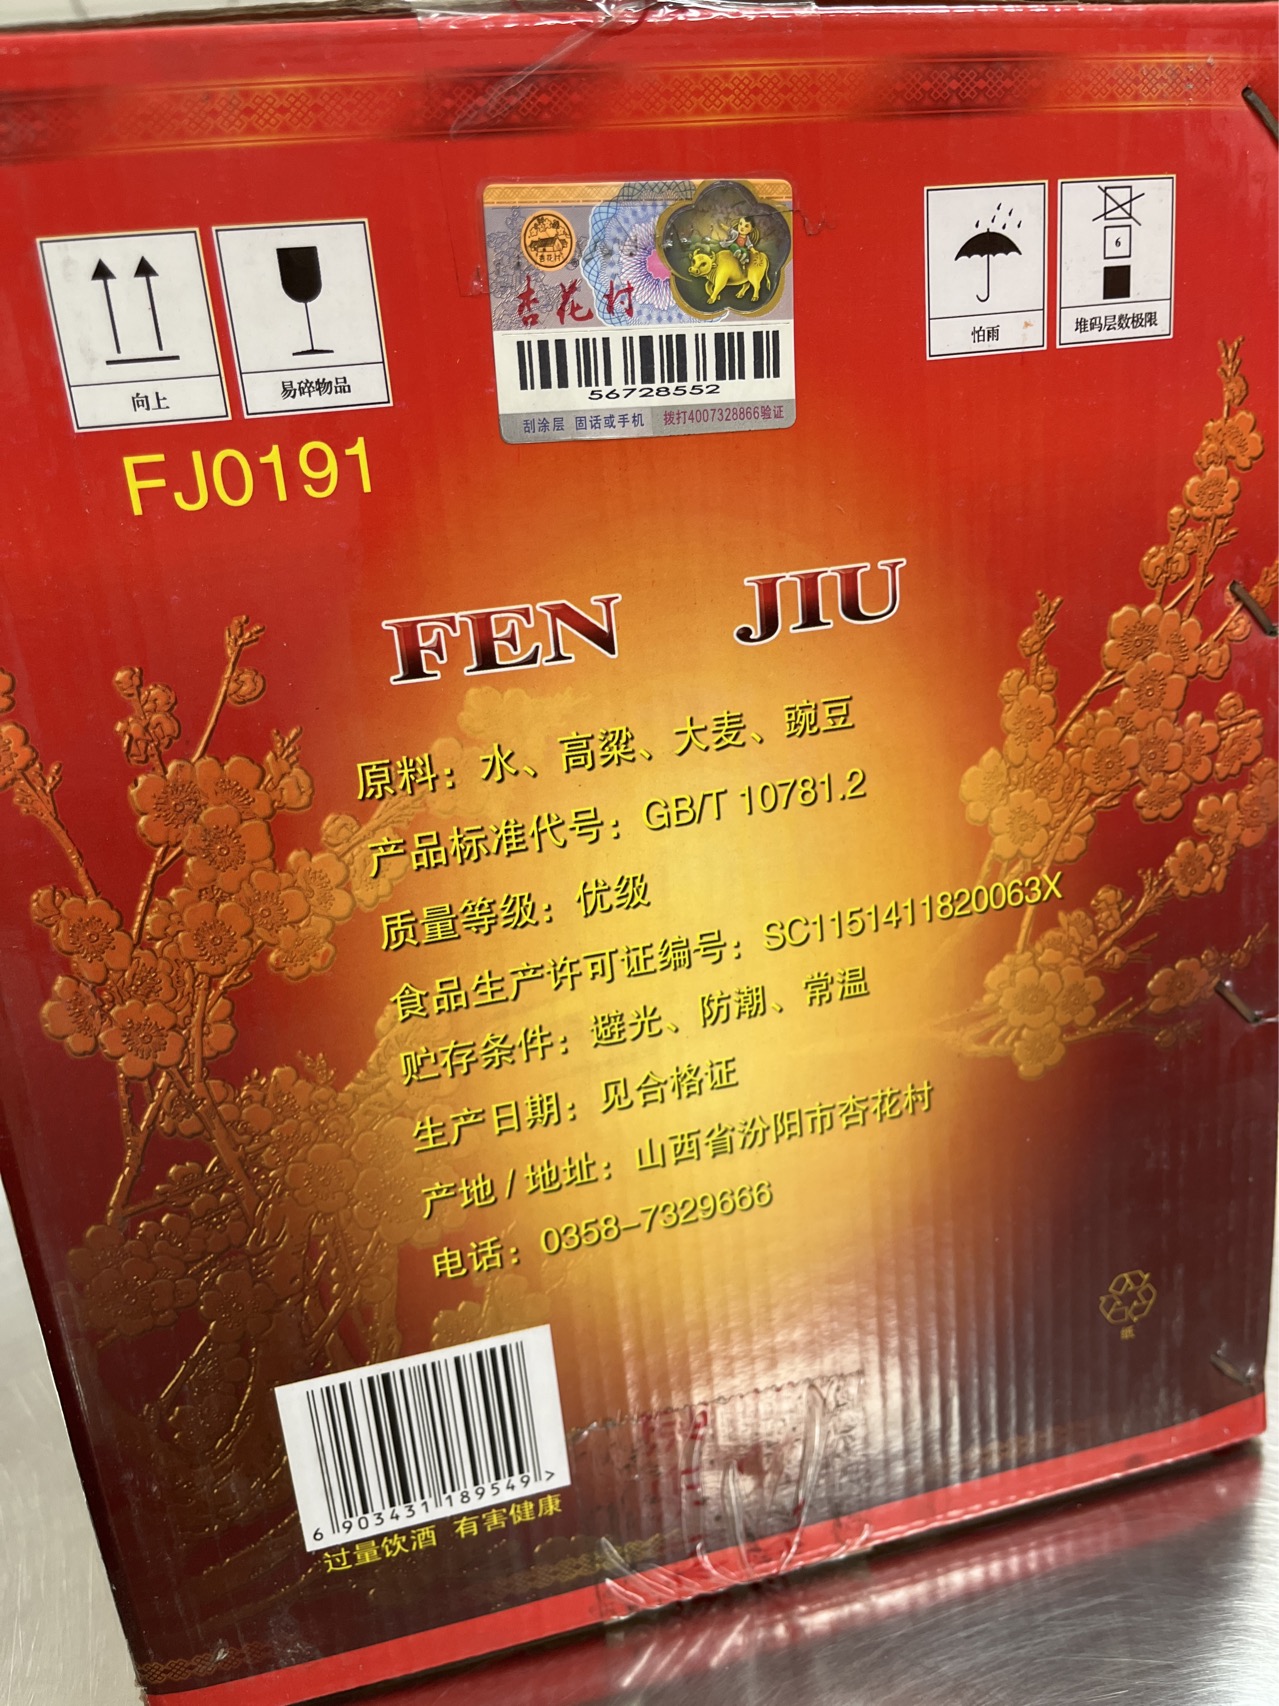 向上
易碎物品
杏花村
杏花村
56728552
刮涂层 固话或手机 拨打4007328866验证
怕雨
6
堆码层数极限
FJ0191
FEN JIU
原料：水、高粱、大麦、豌豆
产品标准代号：GB/T 10781.2
质量等级：优级
食品生产许可证编号：SC11514118200​63X
贮存条件：避光、防潮、常温
生产日期：见合格证
产地 / 地址：山西省汾阳市杏花村
电话：0358-7329666
纸
6 903431 189549 >
过量饮酒 有害健康